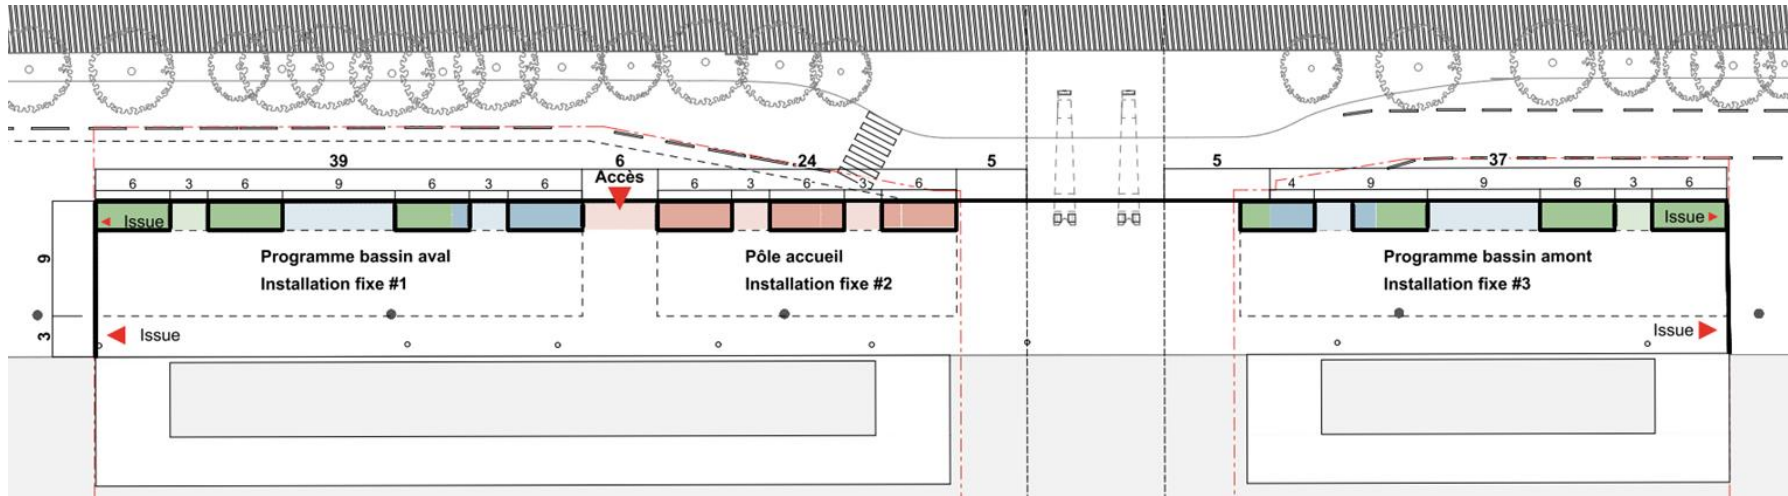 39 6 24 5 5 37
6 3 6 9 6 3 6 Accès 6 3 6 3 6 4 9 9 6 3 6
Issue Issue
9
Programme bassin aval Pôle accueil Programme bassin amont
Installation fixe #1 Installation fixe #2 Installation fixe #3
3
Issue Issue